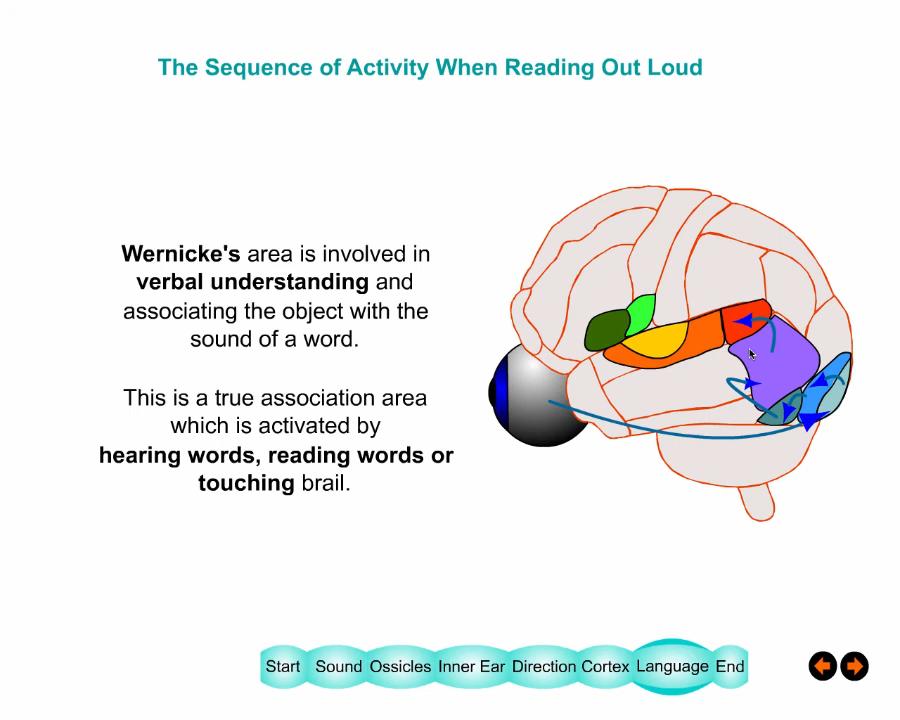 The Sequence of Activity When Reading Out Loud
Wernicke's area is involved in
verbal understanding and
associating the object with the
sound of a word.
This is a true association area
which is activated by
hearing words, reading words or
touching brail.
Start Sound Ossicles Inner Ear Direction Cortex Language End